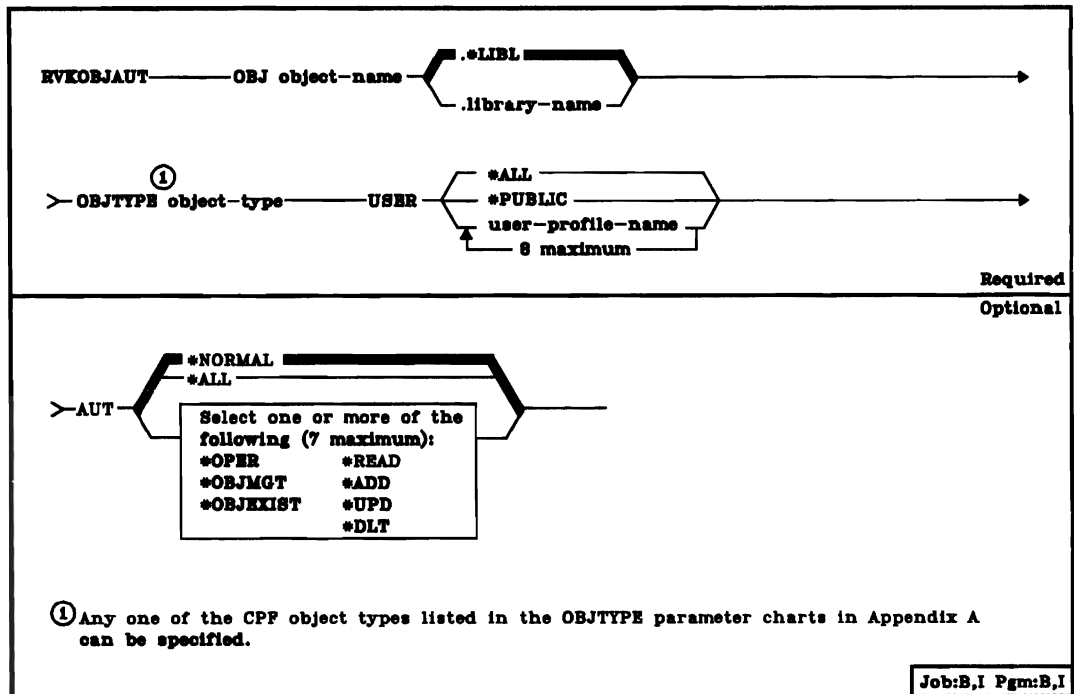 .*LIBL
RVKOBJAUT OBJ object-name
.library-name
①
*ALL
>-OBJTYPE object-type USER *PUBLIC
user-profile-name
8 maximum
Required
Optional
*NORMAL
*ALL
>-AUT
Select one or more of the
following (7 maximum):
*OPER *READ
*OBJMGT *ADD
*OBJEXIST *UPD
*DLT
①Any one of the CPF object types listed in the OBJTYPE parameter charts in Appendix A
can be specified.
Job:B,I Pgm:B,I